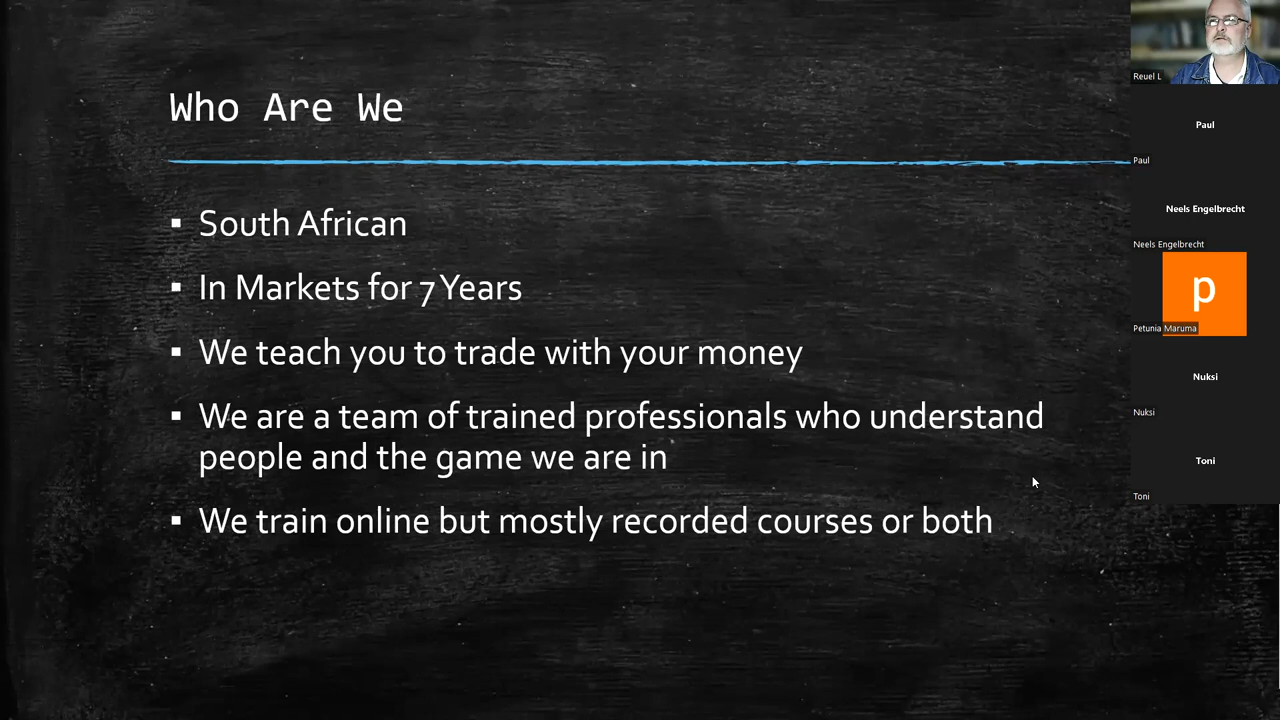 Who Are We
▪ South African
▪ In Markets for 7 Years
▪ We teach you to trade with your money
▪ We are a team of trained professionals who understand
people and the game we are in
▪ We train online but mostly recorded courses or both
Reuel L
Paul
Paul
Neels Engelbrecht
Neels Engelbrecht
p
Petunia Maruma
Nuksi
Nuksi
Toni
Toni